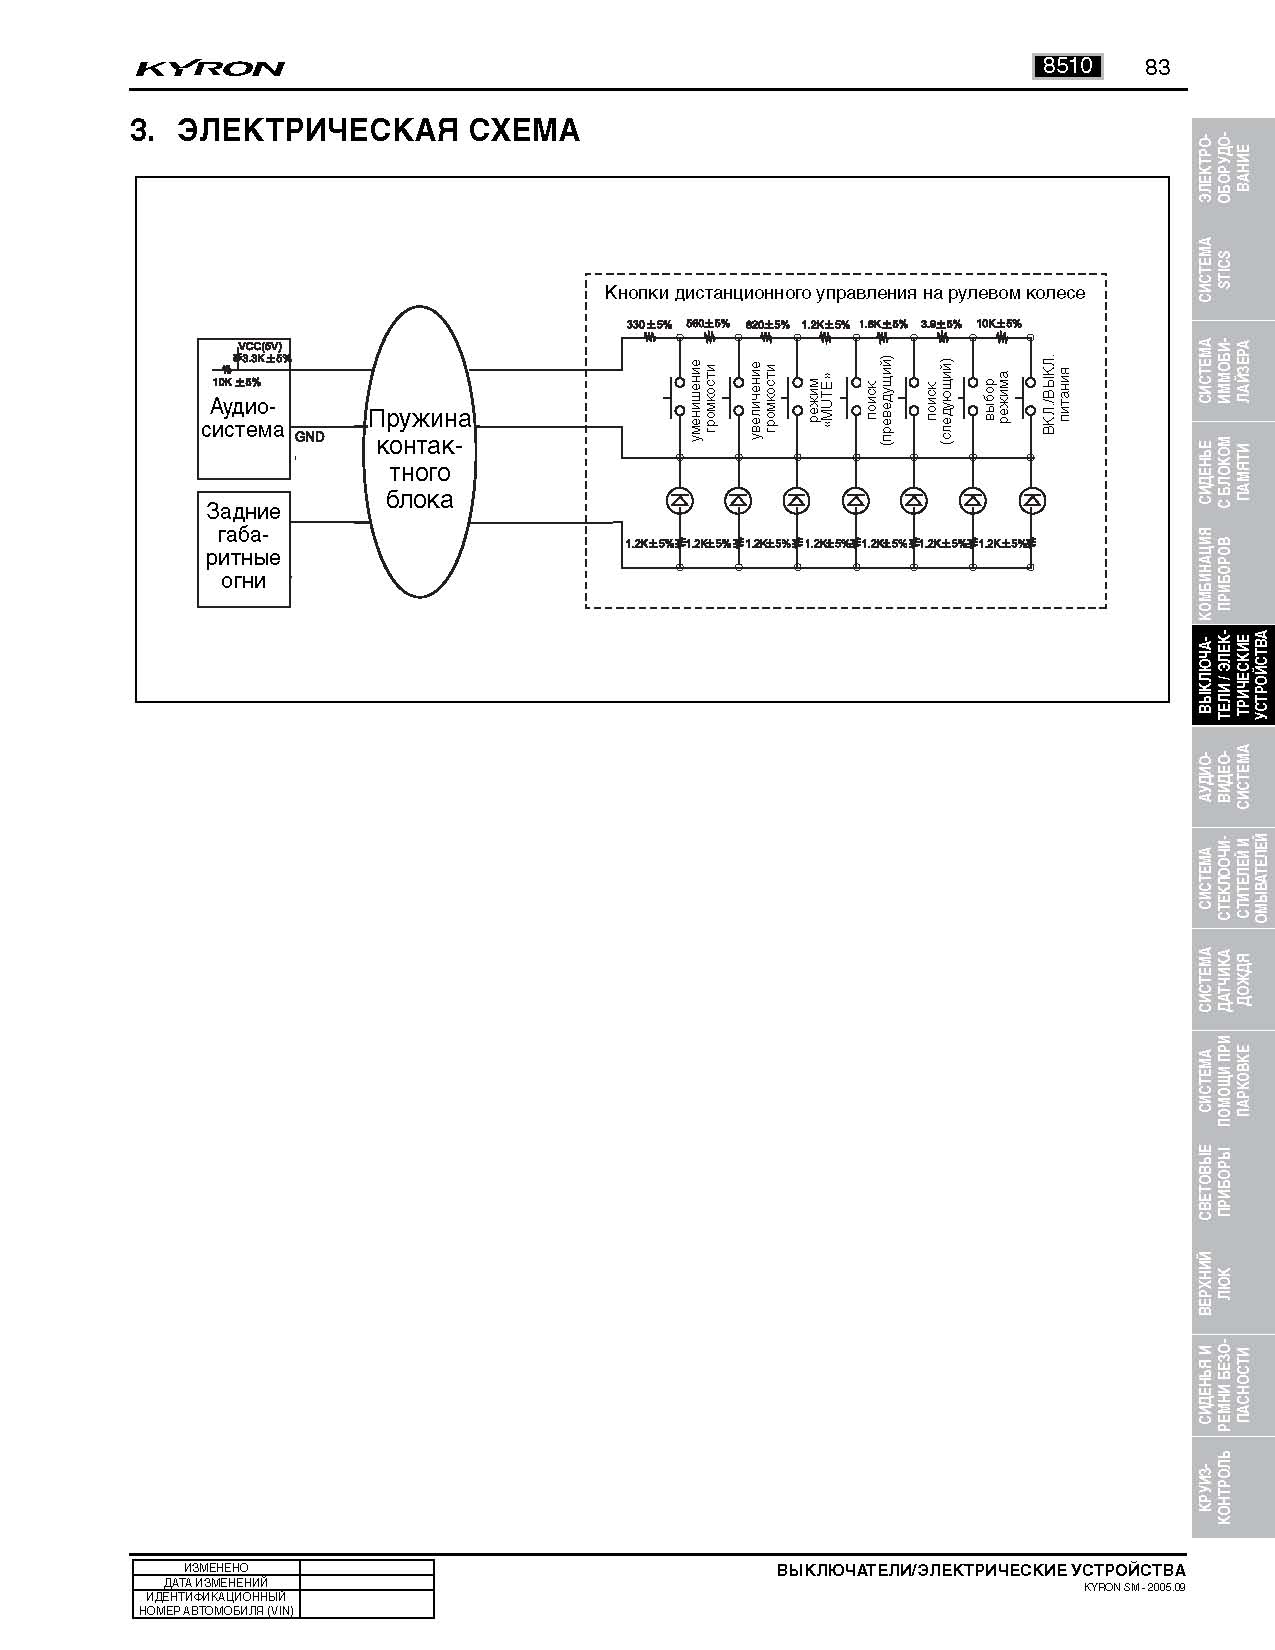 KYRON
8510
83
3. ЭЛЕКТРИЧЕСКАЯ СХЕМА
Кнопки дистанционного управления на рулевом колесе
330±5% 560±5% 820±5% 1.2K±5% 1.8K±5% 3.9±5% 10K±5%
VCC(5V)
3.3K±5%
10K ±5%
Аудио-
система
GND
Пружина
контак-
тного
блока
Задние
габа-
ритные
огни
уменишение
громкости
увеличение
громкости
режим
«MUTE»
поиск
(преведущий)
поиск
(следующий)
выбор
режима
ВКЛ./ВЫКЛ.
питания
1.2K±5% 1.2K±5% 1.2K±5% 1.2K±5% 1.2K±5% 1.2K±5% 1.2K±5%
ЭЛЕКТРО-
ОБОРУДО-
ВАНИЕ
СИСТЕМА
STICS
СИСТЕМА
ИММОБИ-
ЛАЙЗЕРА
СИДЕНЬЕ
С БЛОКОМ
ПАМЯТИ
КОМБИНАЦИЯ
ПРИБОРОВ
ВЫКЛЮЧА-
ТЕЛИ / ЭЛЕК-
ТРИЧЕСКИЕ
УСТРОЙСТВА
АУДИО-
ВИДЕО-
СИСТЕМА
СИСТЕМА
СТЕКЛООЧИ-
СТИТЕЛЕЙ И
ОМЫВАТЕЛЕЙ
СИСТЕМА
ДАТЧИКА
ДОЖДЯ
СИСТЕМА
ПОМОЩИ ПРИ
ПАРКОВКЕ
СВЕТОВЫЕ
ПРИБОРЫ
ВЕРХНИЙ
ЛЮК
СИДЕНЬЯ И
РЕМНИ БЕЗО-
ПАСНОСТИ
КРУИЗ-
КОНТРОЛЬ
ИЗМЕНЕНО
ДАТА ИЗМЕНЕНИЙ
ИДЕНТИФИКАЦИОННЫЙ
НОМЕР АВТОМОБИЛЯ (VIN)
ВЫКЛЮЧАТЕЛИ/ЭЛЕКТРИЧЕСКИЕ УСТРОЙСТВА
KYRON SM - 2005.09